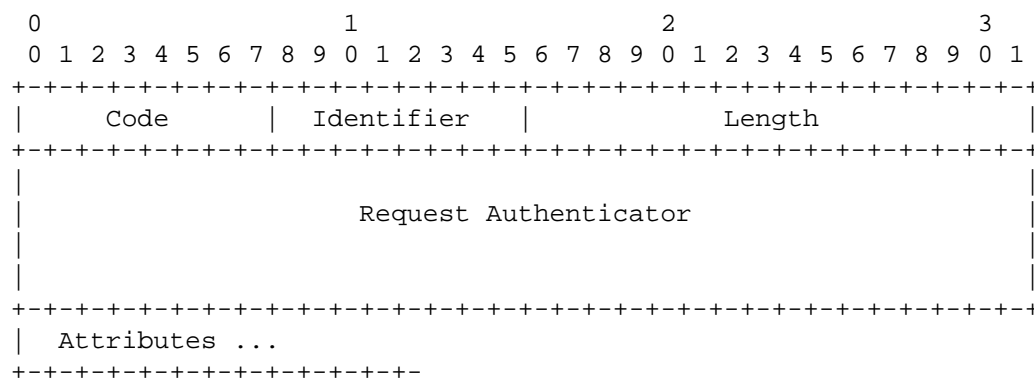 0                   1                   2                   3
 0 1 2 3 4 5 6 7 8 9 0 1 2 3 4 5 6 7 8 9 0 1 2 3 4 5 6 7 8 9 0 1
+-+-+-+-+-+-+-+-+-+-+-+-+-+-+-+-+-+-+-+-+-+-+-+-+-+-+-+-+-+-+-+-+
|     Code      |  Identifier   |            Length             |
+-+-+-+-+-+-+-+-+-+-+-+-+-+-+-+-+-+-+-+-+-+-+-+-+-+-+-+-+-+-+-+-+
|                                                               |
|                     Request Authenticator                     |
|                                                               |
|                                                               |
+-+-+-+-+-+-+-+-+-+-+-+-+-+-+-+-+-+-+-+-+-+-+-+-+-+-+-+-+-+-+-+-+
|  Attributes ...
+-+-+-+-+-+-+-+-+-+-+-+-+-